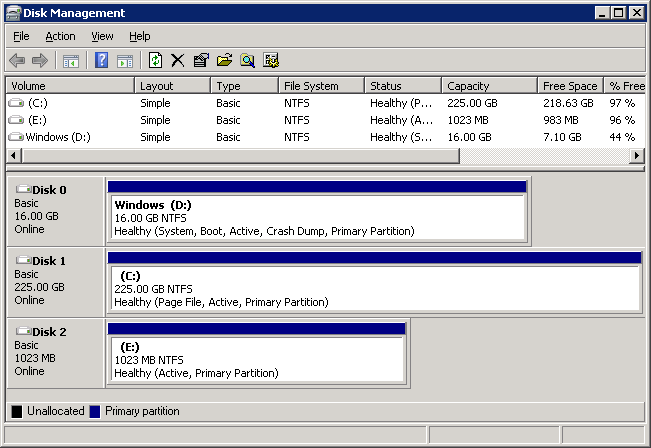 Disk Management
File Action View Help
Volume Layout Type File System Status Capacity Free Space % Free
(C:) Simple Basic NTFS Healthy (P... 225.00 GB 218.63 GB 97 %
(E:) Simple Basic NTFS Healthy (A... 1023 MB 983 MB 96 %
Windows (D:) Simple Basic NTFS Healthy (S... 16.00 GB 7.10 GB 44 %
Disk 0
Basic
16.00 GB
Online
Windows (D:)
16.00 GB NTFS
Healthy (System, Boot, Active, Crash Dump, Primary Partition)
Disk 1
Basic
225.00 GB
Online
(C:)
225.00 GB NTFS
Healthy (Page File, Active, Primary Partition)
Disk 2
Basic
1023 MB
Online
(E:)
1023 MB NTFS
Healthy (Active, Primary Partition)
Unallocated Primary partition